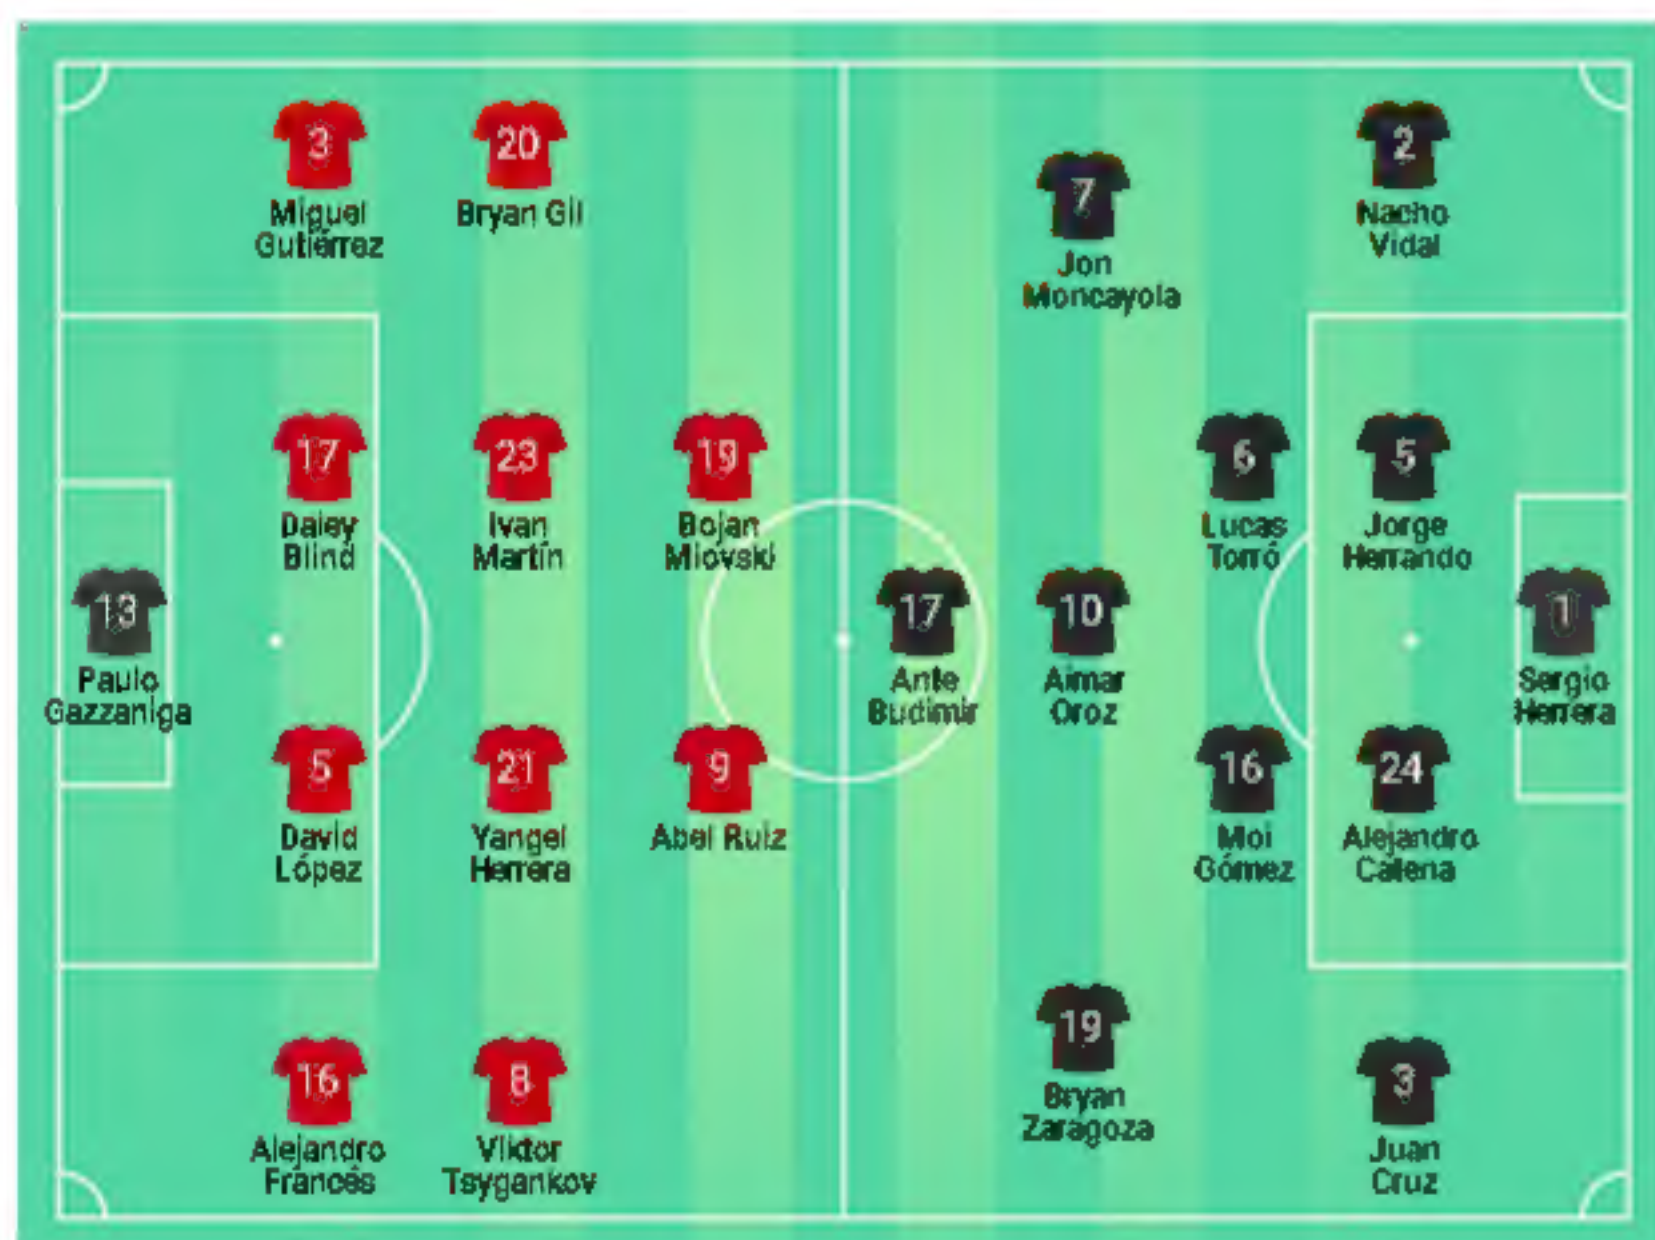 3
Miguel
Gutiérrez
20
Bryan Gil
7
Jon
Moncayola
2
Nacho
Vidal
17
Daley
Blind
23
Ivan
Martín
19
Bojan
Miovski
6
Lucas
Torró
5
Jorge
Herrando
13
Paulo
Gazzaniga
17
Ante
Budimir
10
Aimar
Oroz
1
Sergio
Herrera
5
David
López
21
Yangel
Herrera
9
Abel Ruiz
16
Moi
Gómez
24
Alejandro
Catena
16
Alejandro
Francés
8
Viktor
Tsygankov
19
Bryan
Zaragoza
3
Juan
Cruz